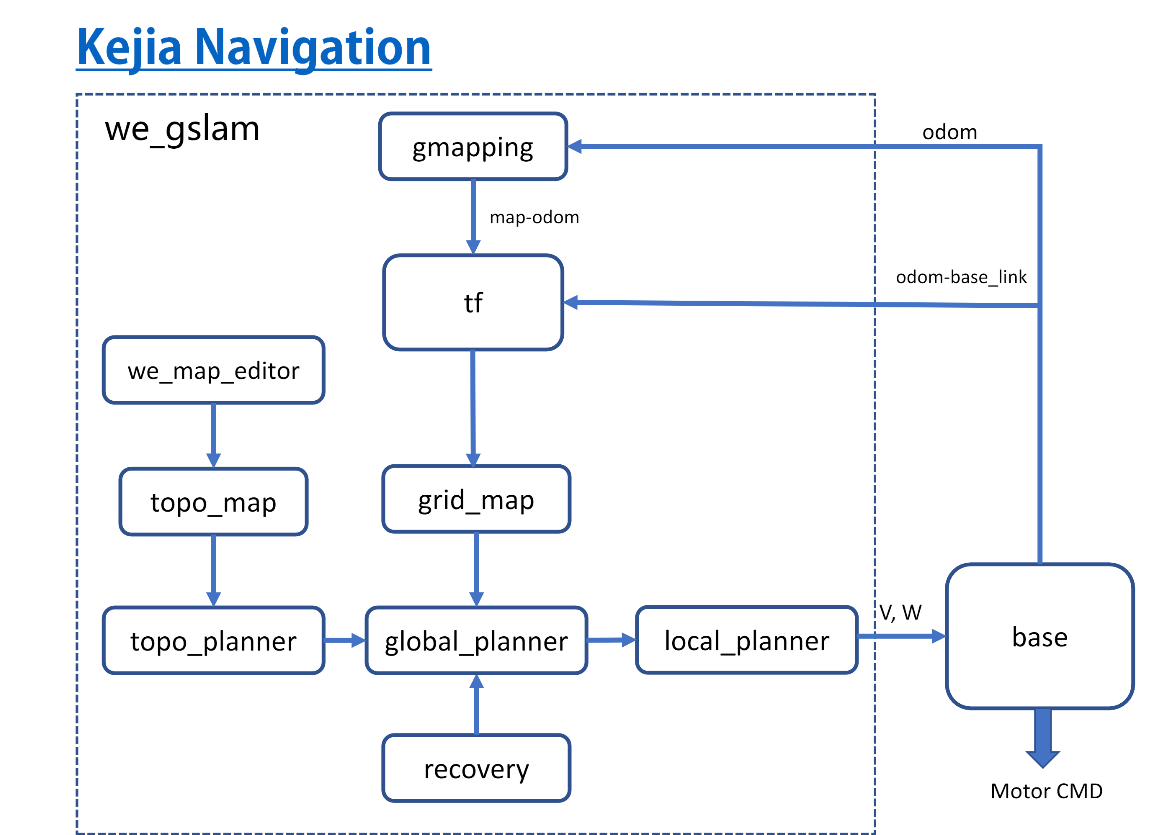 Kejia Navigation
we_gslam
gmapping
odom
map-odom
tf
odom-base_link
we_map_editor
topo_map
grid_map
topo_planner
global_planner
local_planner
V, W
base
recovery
Motor CMD